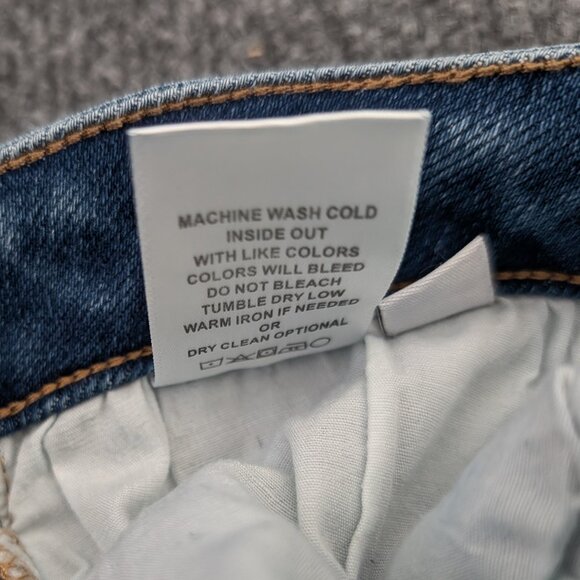 MACHINE WASH COLD
INSIDE OUT
WITH LIKE COLORS
COLORS WILL BLEED
DO NOT BLEACH
TUMBLE DRY LOW
WARM IRON IF NEEDED
OR
DRY CLEAN OPTIONAL